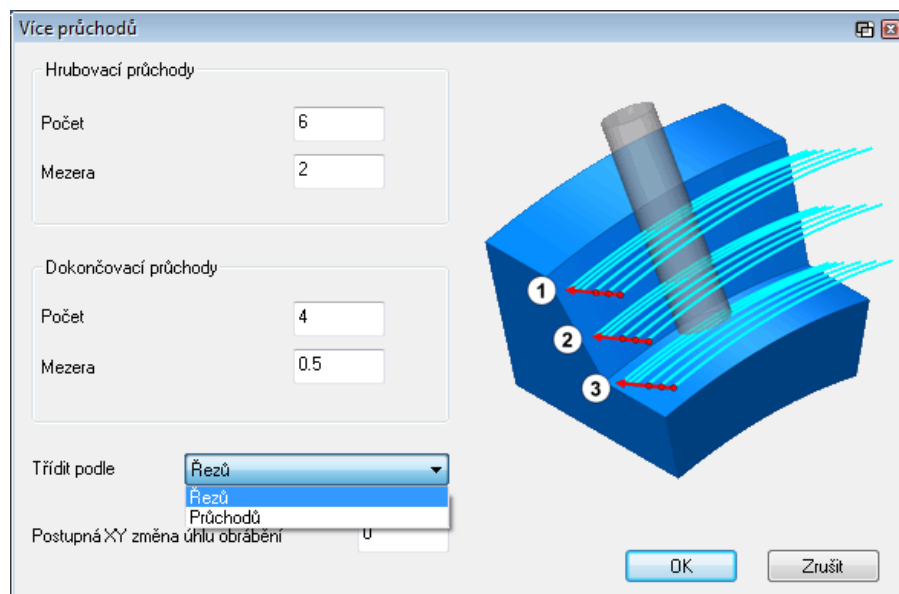 Více průchodů
Hrubovací průchody
Počet 6
Mezera 2
Dokončovací průchody
Počet 4
Mezera 0.5
Třídit podle Řezů
Řezů
Průchodů
Postupná XY změna úhlu obrábění 0
1
2
3
OK Zrušit